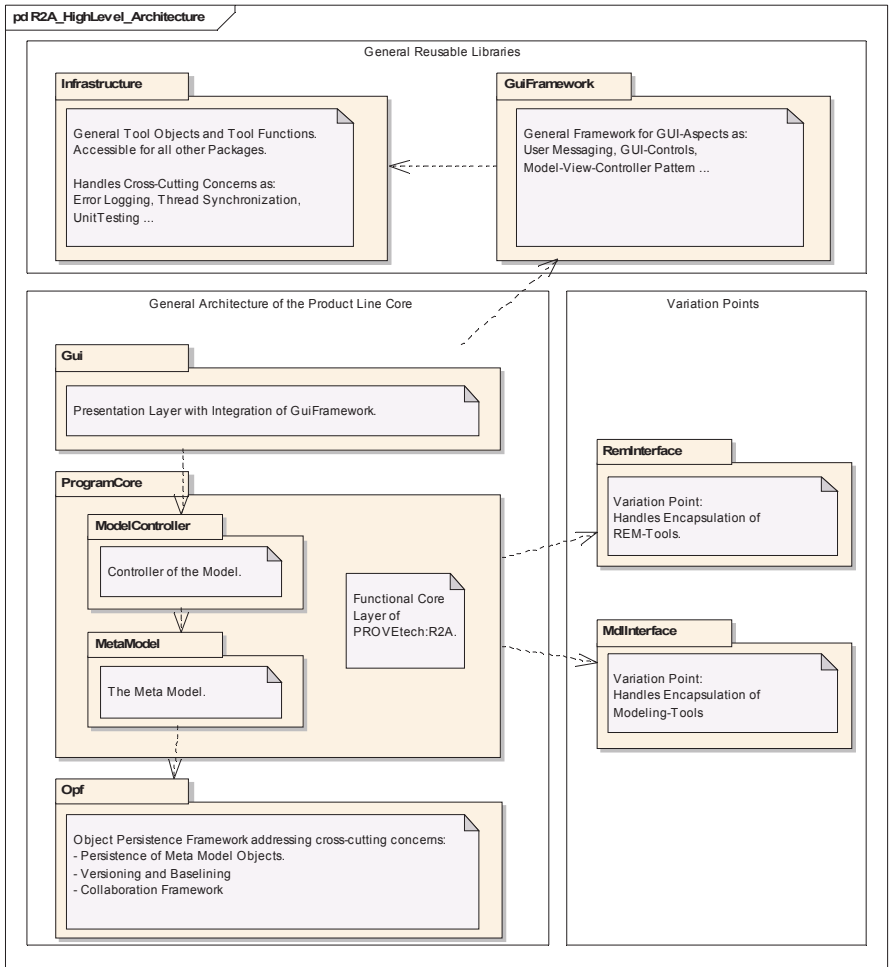 pd R2A_HighLevel_Architecture
General Reusable Libraries
Infrastructure
General Tool Objects and Tool Functions.
Accessible for all other Packages.
Handles Cross-Cutting Concerns as:
Error Logging, Thread Synchronization,
UnitTesting ...
GuiFramework
General Framework for GUI-Aspects as:
User Messaging, GUI-Controls,
Model-View-Controller Pattern ...
General Architecture of the Product Line Core
Gui
Presentation Layer with Integration of GuiFramework.
ProgramCore
ModelController
Controller of the Model.
MetaModel
The Meta Model.
Functional Core
Layer of
PROVEtech:R2A.
Opf
Object Persistence Framework addressing cross-cutting concerns:
- Persistence of Meta Model Objects.
- Versioning and Baselining
- Collaboration Framework
Variation Points
RemInterface
Variation Point:
Handles Encapsulation of
REM-Tools.
MdlInterface
Variation Point:
Handles Encapsulation of
Modeling-Tools